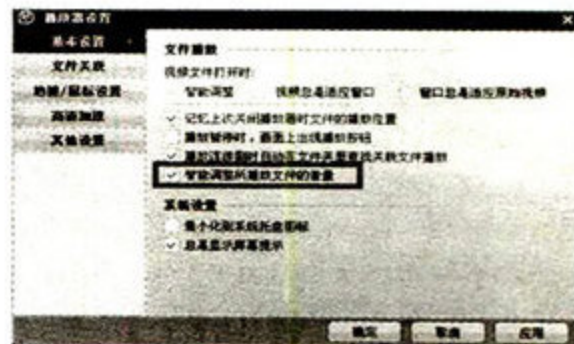 播放器设置
基本设置
文件关联
热键/鼠标设置
高清加速
其他设置
文件播放
视频文件打开时:
智能调整 视频总是适应窗口 窗口总是适应原始视频
记忆上次关闭播放器时文件的播放位置
播放暂停时，画面上出现播放按钮
播放连续剧时自动在文件夹里查找关联文件播放
智能调整所播放文件的音量
系统设置
最小化到系统托盘图标
总是显示屏幕提示
确定 取消 应用